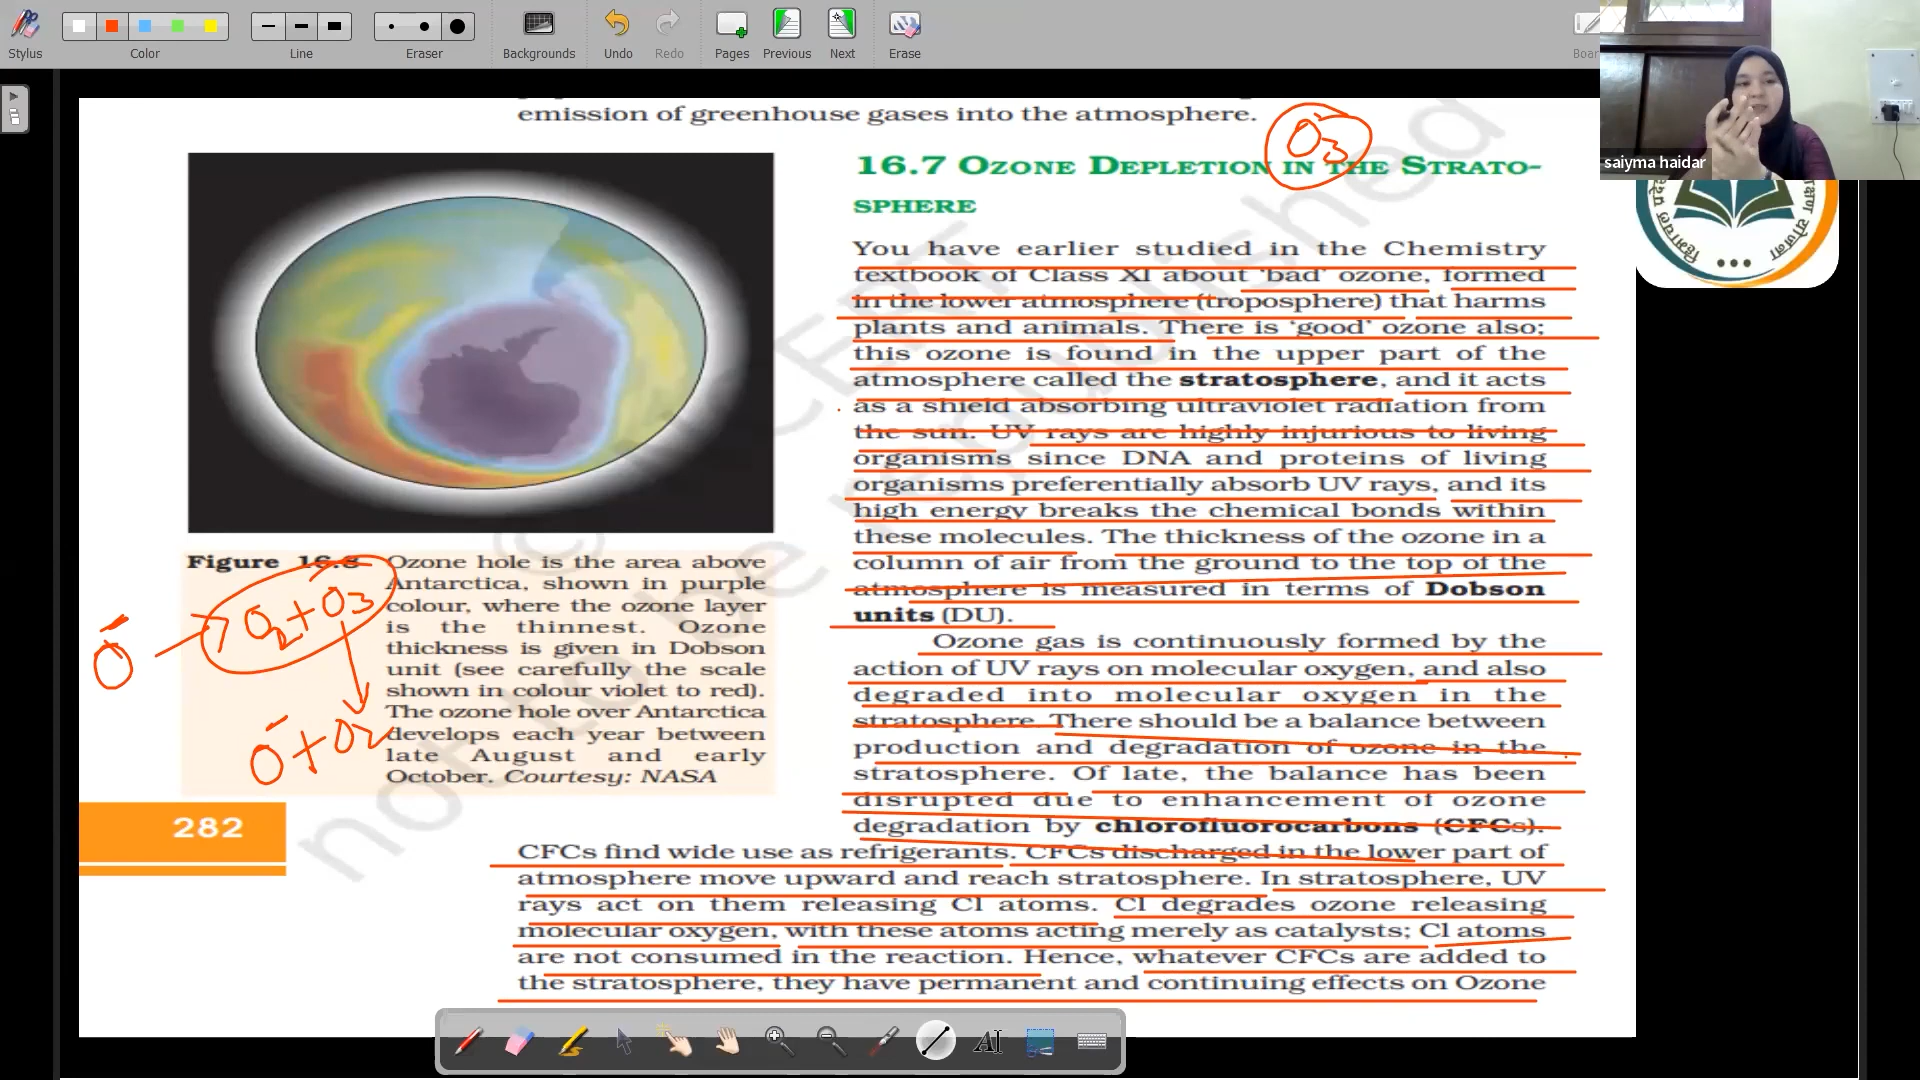 Stylus
Color
Line
Eraser
Backgrounds
Undo
Redo
Pages
Previous
Next
Erase
saiyma haidar
emission of greenhouse gases into the atmosphere.
O3
16.7 OZONE DEPLETION IN THE STRATO-
SPHERE
You have earlier studied in the Chemistry
textbook of Class XI about 'bad' ozone, formed
in the lower atmosphere (troposphere) that harms
plants and animals. There is 'good' ozone also;
this ozone is found in the upper part of the
atmosphere called the stratosphere, and it acts
as a shield absorbing ultraviolet radiation from
the sun. UV rays are highly injurious to living
organisms since DNA and proteins of living
organisms preferentially absorb UV rays, and its
high energy breaks the chemical bonds within
these molecules. The thickness of the ozone in a
column of air from the ground to the top of the
atmosphere is measured in terms of Dobson
units (DU).
Ozone gas is continuously formed by the
action of UV rays on molecular oxygen, and also
degraded into molecular oxygen in the
stratosphere. There should be a balance between
production and degradation of ozone in the
stratosphere. Of late, the balance has been
disrupted due to enhancement of ozone
degradation by chlorofluorocarbons (CFCs).
CFCs find wide use as refrigerants. CFCs discharged in the lower part of
atmosphere move upward and reach stratosphere. In stratosphere, UV
rays act on them releasing Cl atoms. Cl degrades ozone releasing
molecular oxygen, with these atoms acting merely as catalysts; Cl atoms
are not consumed in the reaction. Hence, whatever CFCs are added to
the stratosphere, they have permanent and continuing effects on Ozone
Figure 16.8 Ozone hole is the area above
Antarctica, shown in purple
colour, where the ozone layer
is the thinnest. Ozone
thickness is given in Dobson
unit (see carefully the scale
shown in colour violet to red).
The ozone hole over Antarctica
develops each year between
late August and early
October. Courtesy: NASA
O → O2 + O3
O + O2
282
not to be republished